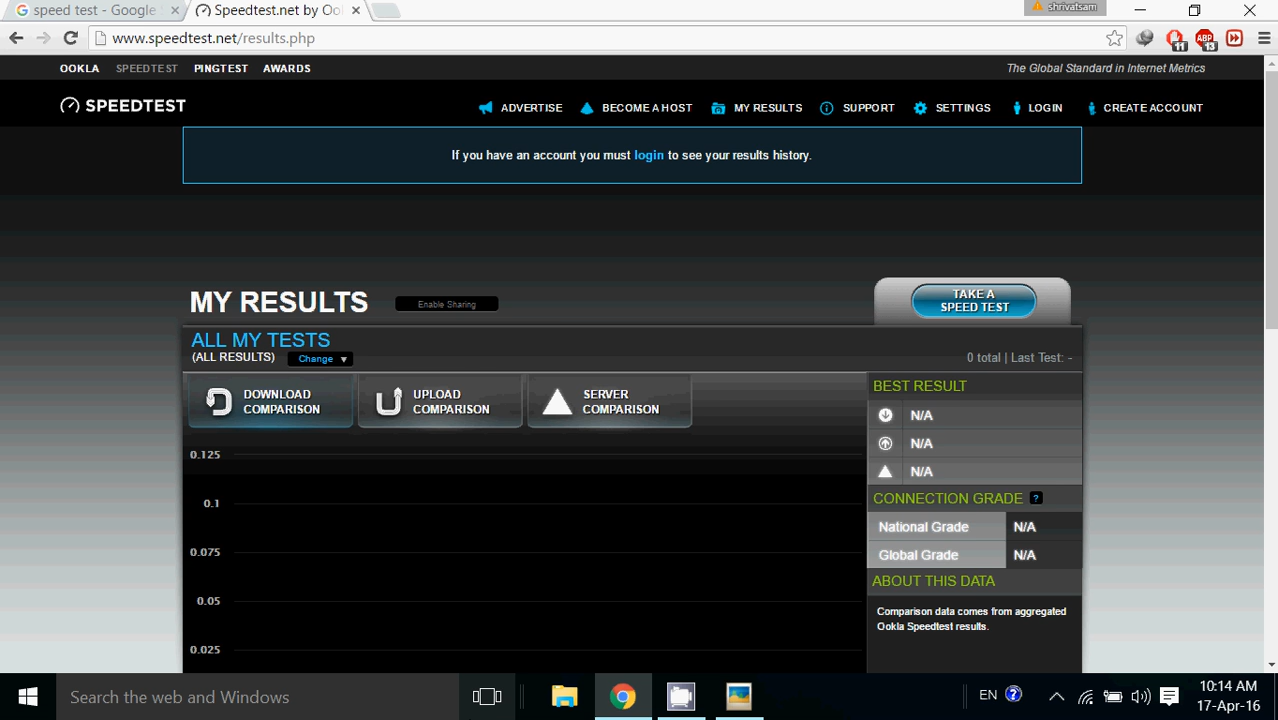 speed test - Google
Speedtest.net by Ool
shrivatsam
www.speedtest.net/results.php
11
ABP
13
OOKLA SPEEDTEST PINGTEST AWARDS
The Global Standard in Internet Metrics
SPEEDTEST
ADVERTISE BECOME A HOST MY RESULTS SUPPORT SETTINGS LOGIN CREATE ACCOUNT
If you have an account you must login to see your results history.
MY RESULTS
Enable Sharing
TAKE A
SPEED TEST
ALL MY TESTS
(ALL RESULTS) Change
0 total | Last Test: -
DOWNLOAD
COMPARISON
UPLOAD
COMPARISON
SERVER
COMPARISON
0.125
0.1
0.075
0.05
0.025
BEST RESULT
N/A
N/A
N/A
CONNECTION GRADE ?
National Grade N/A
Global Grade N/A
ABOUT THIS DATA
Comparison data comes from aggregated
Ookla Speedtest results.
Search the web and Windows
EN ?
10:14 AM
17-Apr-16